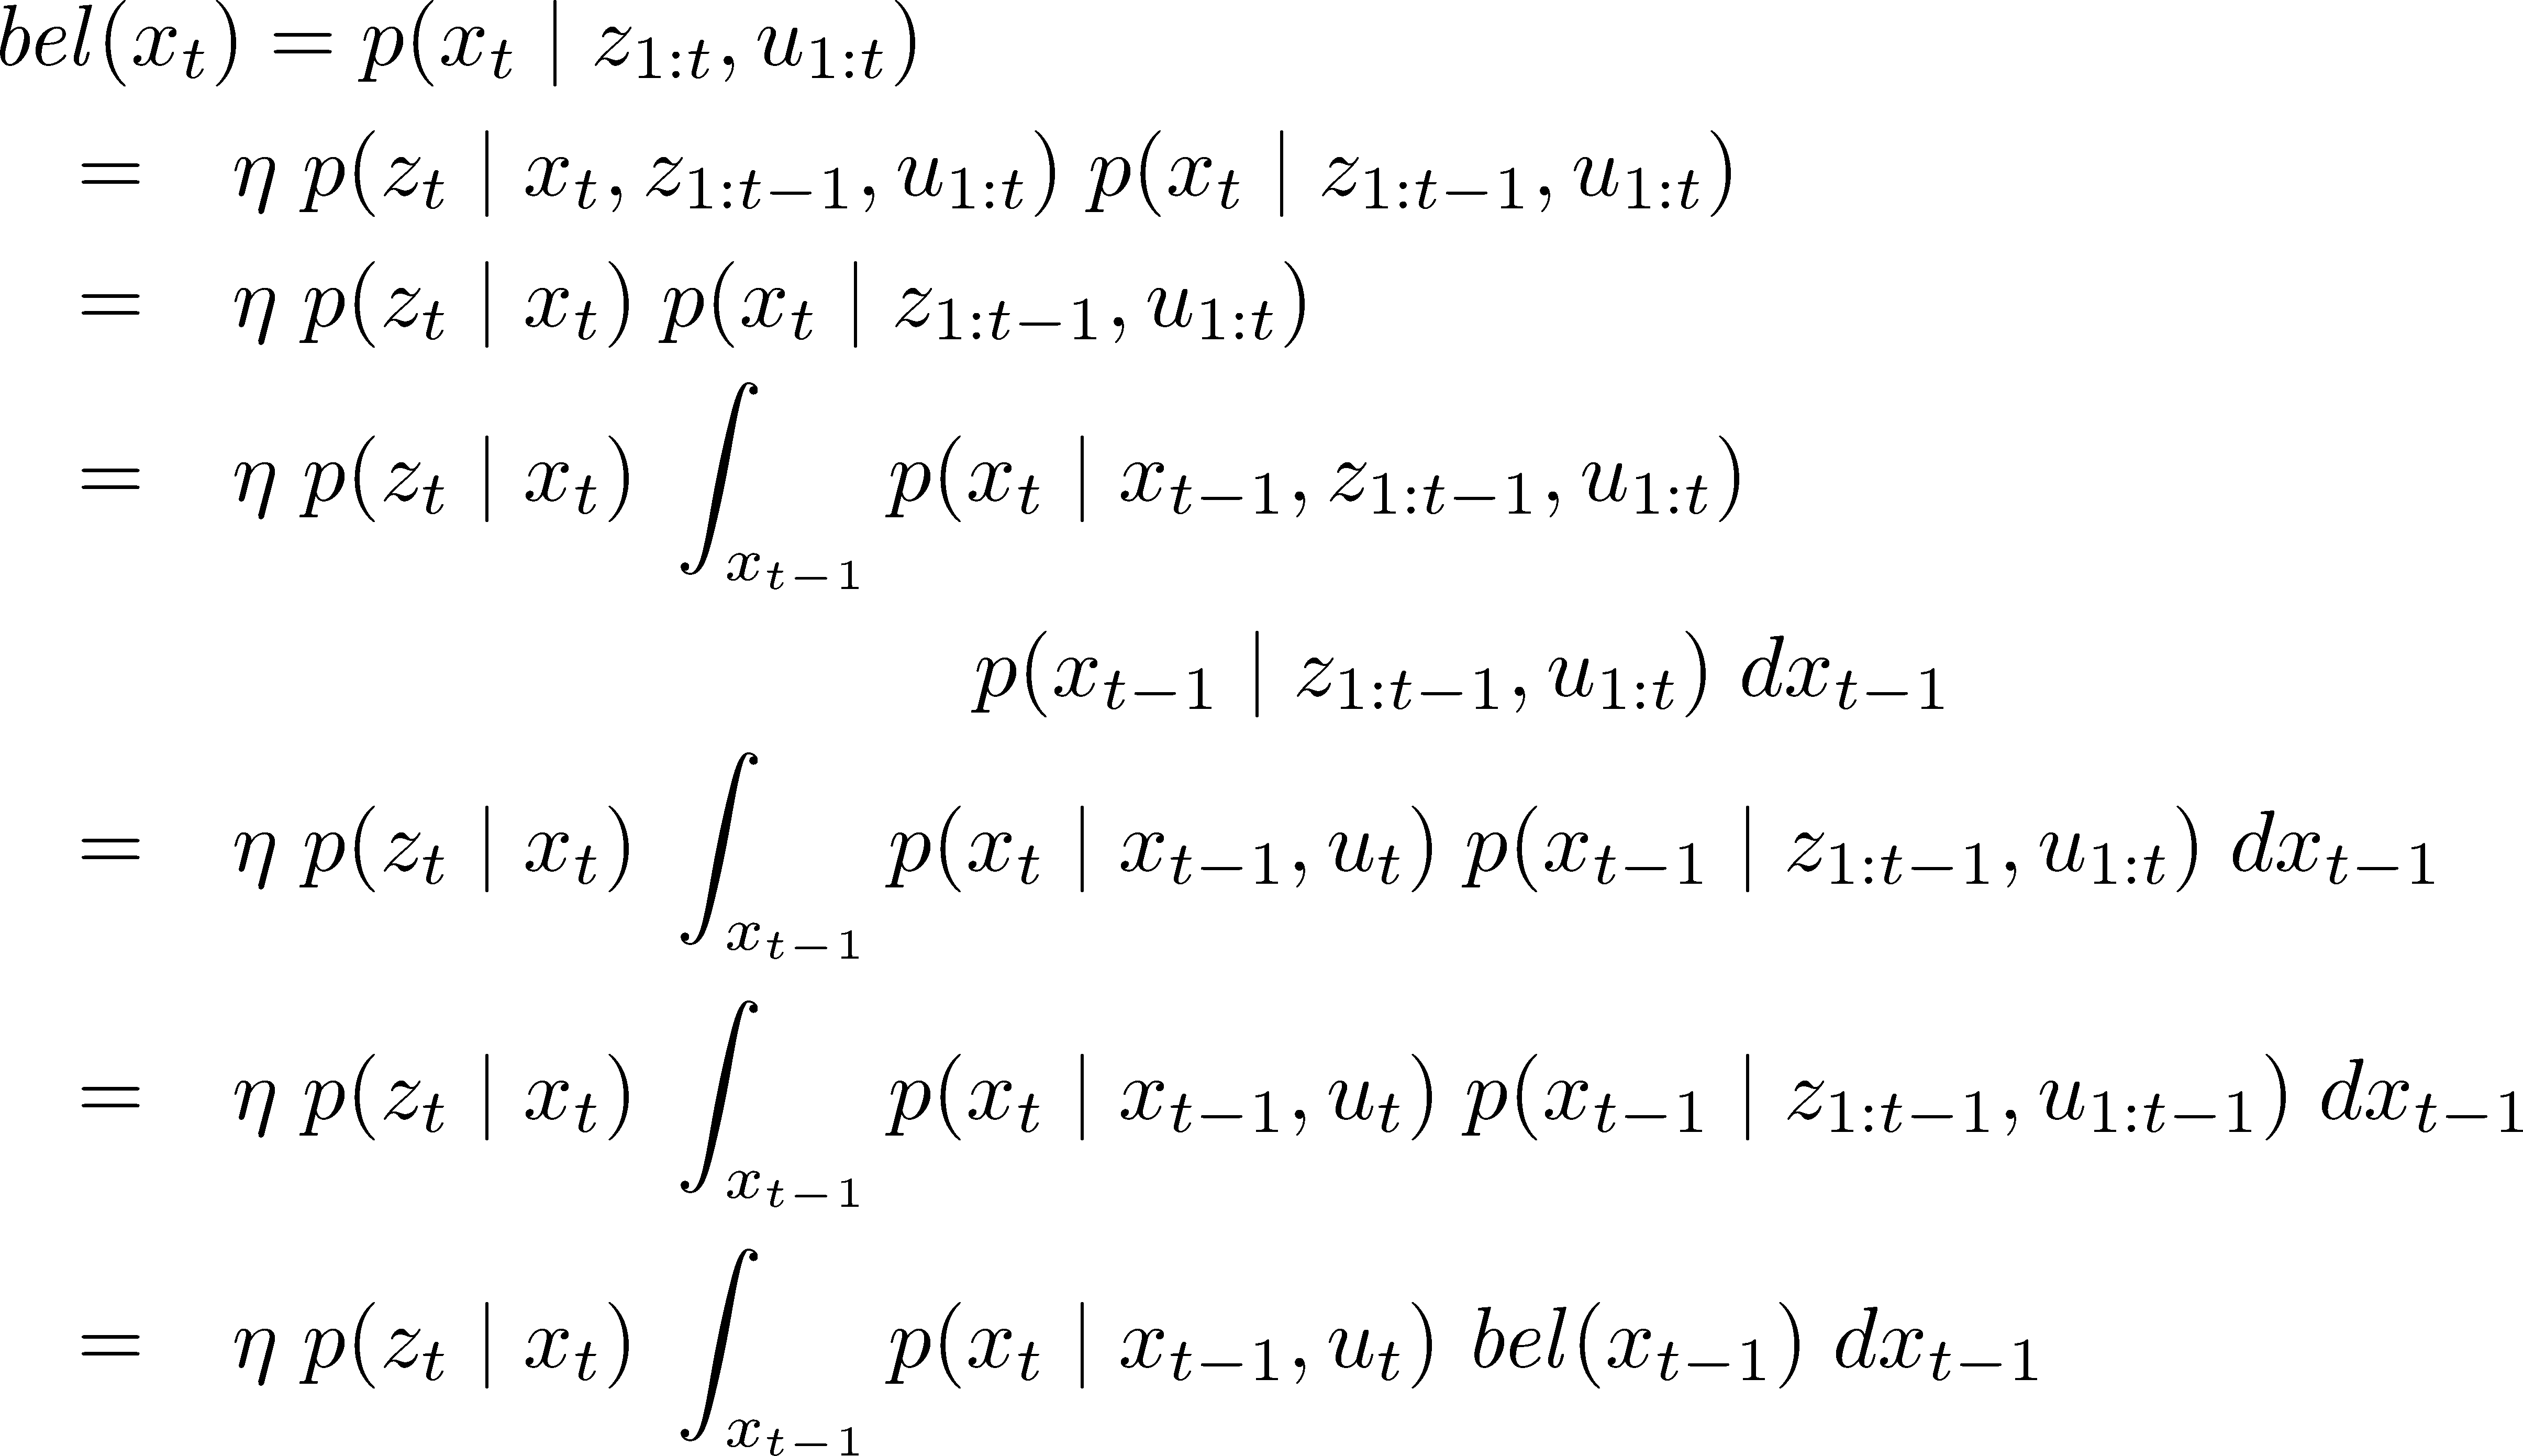 bel(x_t) = p(x_t | z_{1:t}, u_{1:t})
= η p(z_t | x_t, z_{1:t−1}, u_{1:t}) p(x_t | z_{1:t−1}, u_{1:t})
= η p(z_t | x_t) p(x_t | z_{1:t−1}, u_{1:t})
= η p(z_t | x_t) ∫_{x_{t−1}} p(x_t | x_{t−1}, z_{1:t−1}, u_{1:t})
p(x_{t−1} | z_{1:t−1}, u_{1:t}) dx_{t−1}
= η p(z_t | x_t) ∫_{x_{t−1}} p(x_t | x_{t−1}, u_t) p(x_{t−1} | z_{1:t−1}, u_{1:t}) dx_{t−1}
= η p(z_t | x_t) ∫_{x_{t−1}} p(x_t | x_{t−1}, u_t) p(x_{t−1} | z_{1:t−1}, u_{1:t−1}) dx_{t−1}
= η p(z_t | x_t) ∫_{x_{t−1}} p(x_t | x_{t−1}, u_t) bel(x_{t−1}) dx_{t−1}